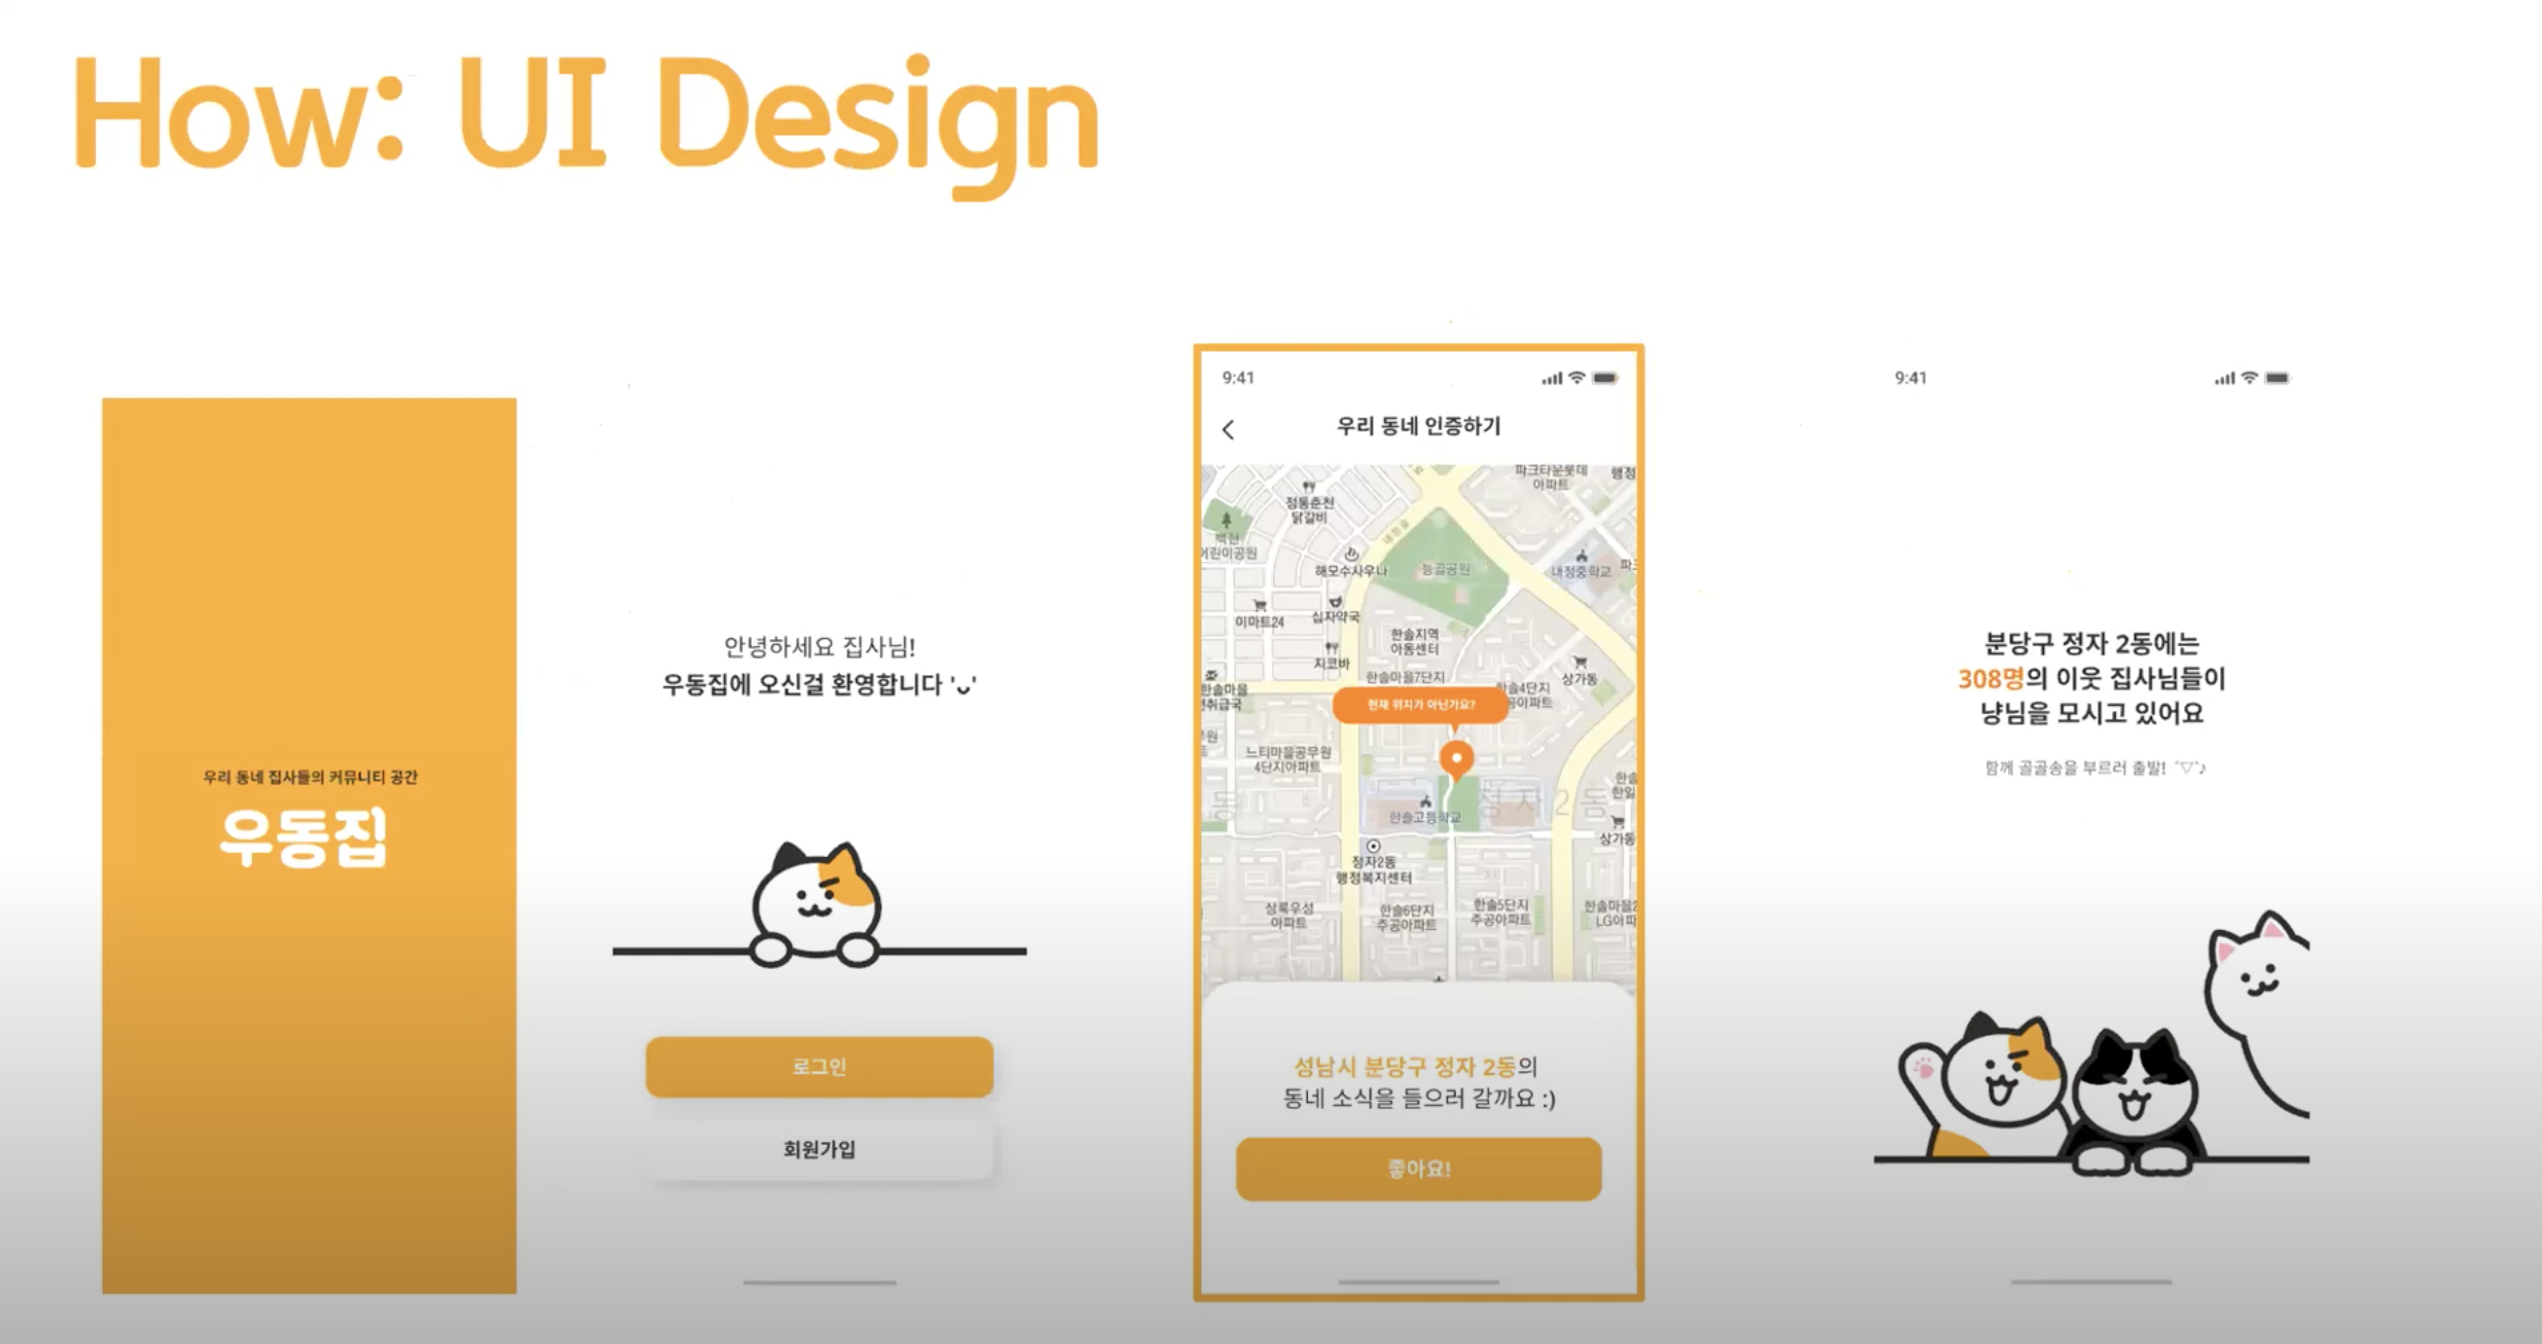 How: UI Design
우리 동네 집사들의 커뮤니티 공간
우동집
안녕하세요 집사님!
우동집에 오신걸 환영합니다 'ᴗ'
로그인
회원가입
9:41
우리 동네 인증하기
파크타운롯데
아파트
행정
정통춘천
닭갈비
어린이공원
해모수사우나
능골공원
내정중학교
이마트24
십자약국
한솔지역
아동센터
지코바
상가동
한솔마을7단지
한솔마을
한솔4단지
현재 위치가 아닌가요?
느티마을공무원
4단지아파트
정자2동
한솔고등학교
상가동
정자2동
행정복지센터
상록우성
아파트
한솔6단지
주공아파트
한솔5단지
주공아파트
한솔마을2
LG아파
성남시 분당구 정자 2동의
동네 소식을 들으러 갈까요 :)
좋아요!
9:41
분당구 정자 2동에는
308명의 이웃 집사님들이
냥님을 모시고 있어요
함께 골골송을 부르러 출발! ˘▽˘♪